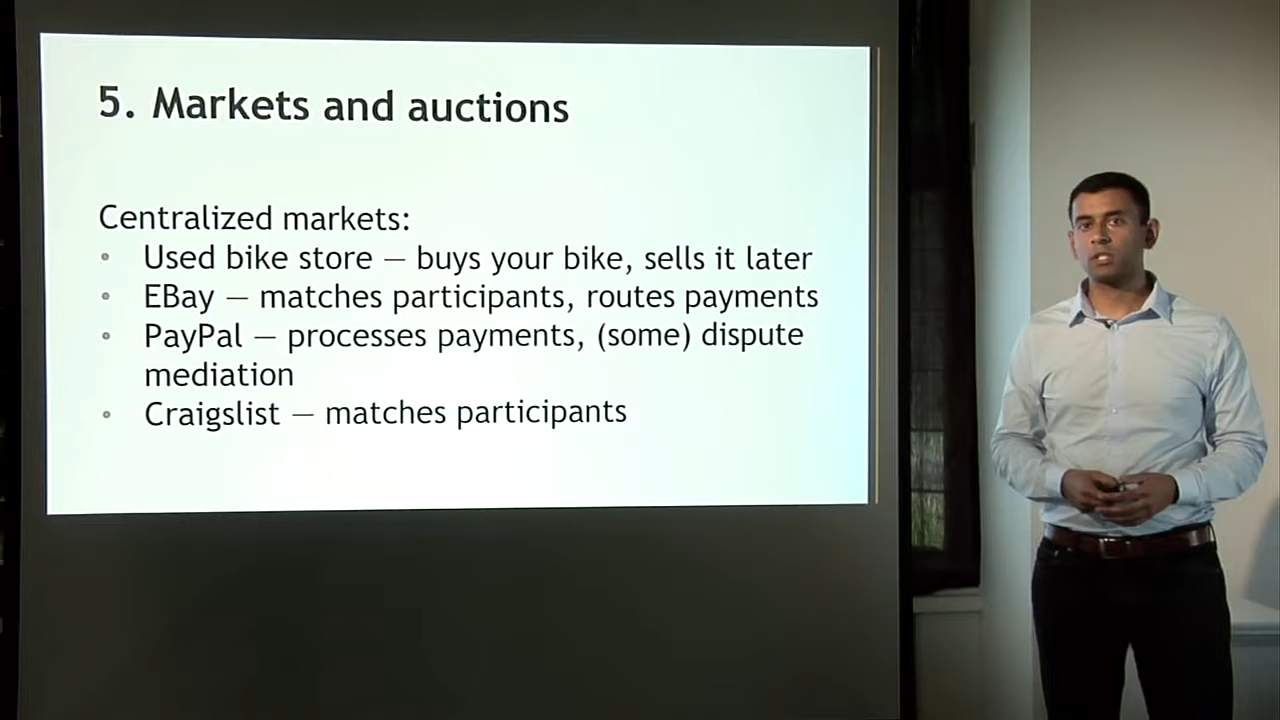 5. Markets and auctions
Centralized markets:
• Used bike store — buys your bike, sells it later
• EBay — matches participants, routes payments
• PayPal — processes payments, (some) dispute
mediation
• Craigslist — matches participants